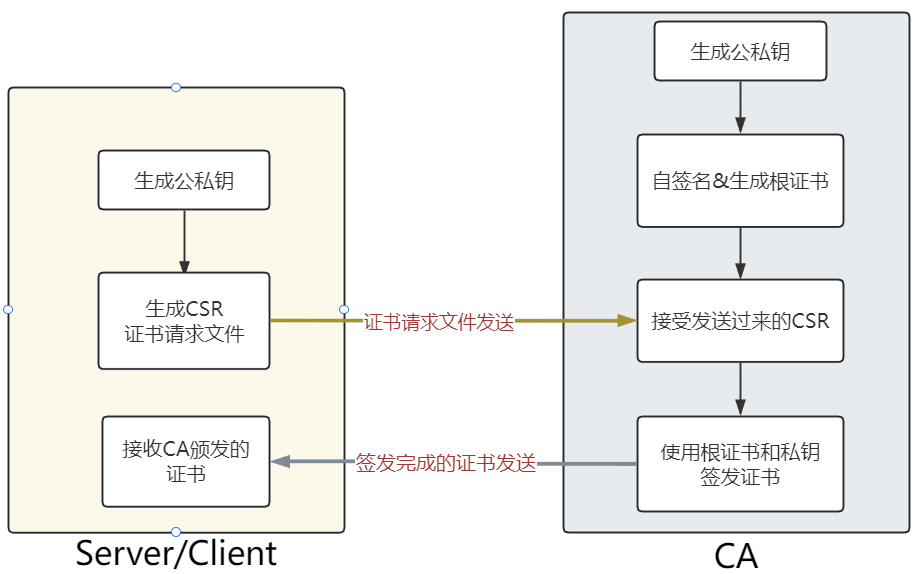 生成公私钥
生成CSR
证书请求文件
接收CA颁发的
证书
Server/Client
证书请求文件发送
签发完成的证书发送
生成公私钥
自签名&生成根证书
接受发送过来的CSR
使用根证书和私钥
签发证书
CA